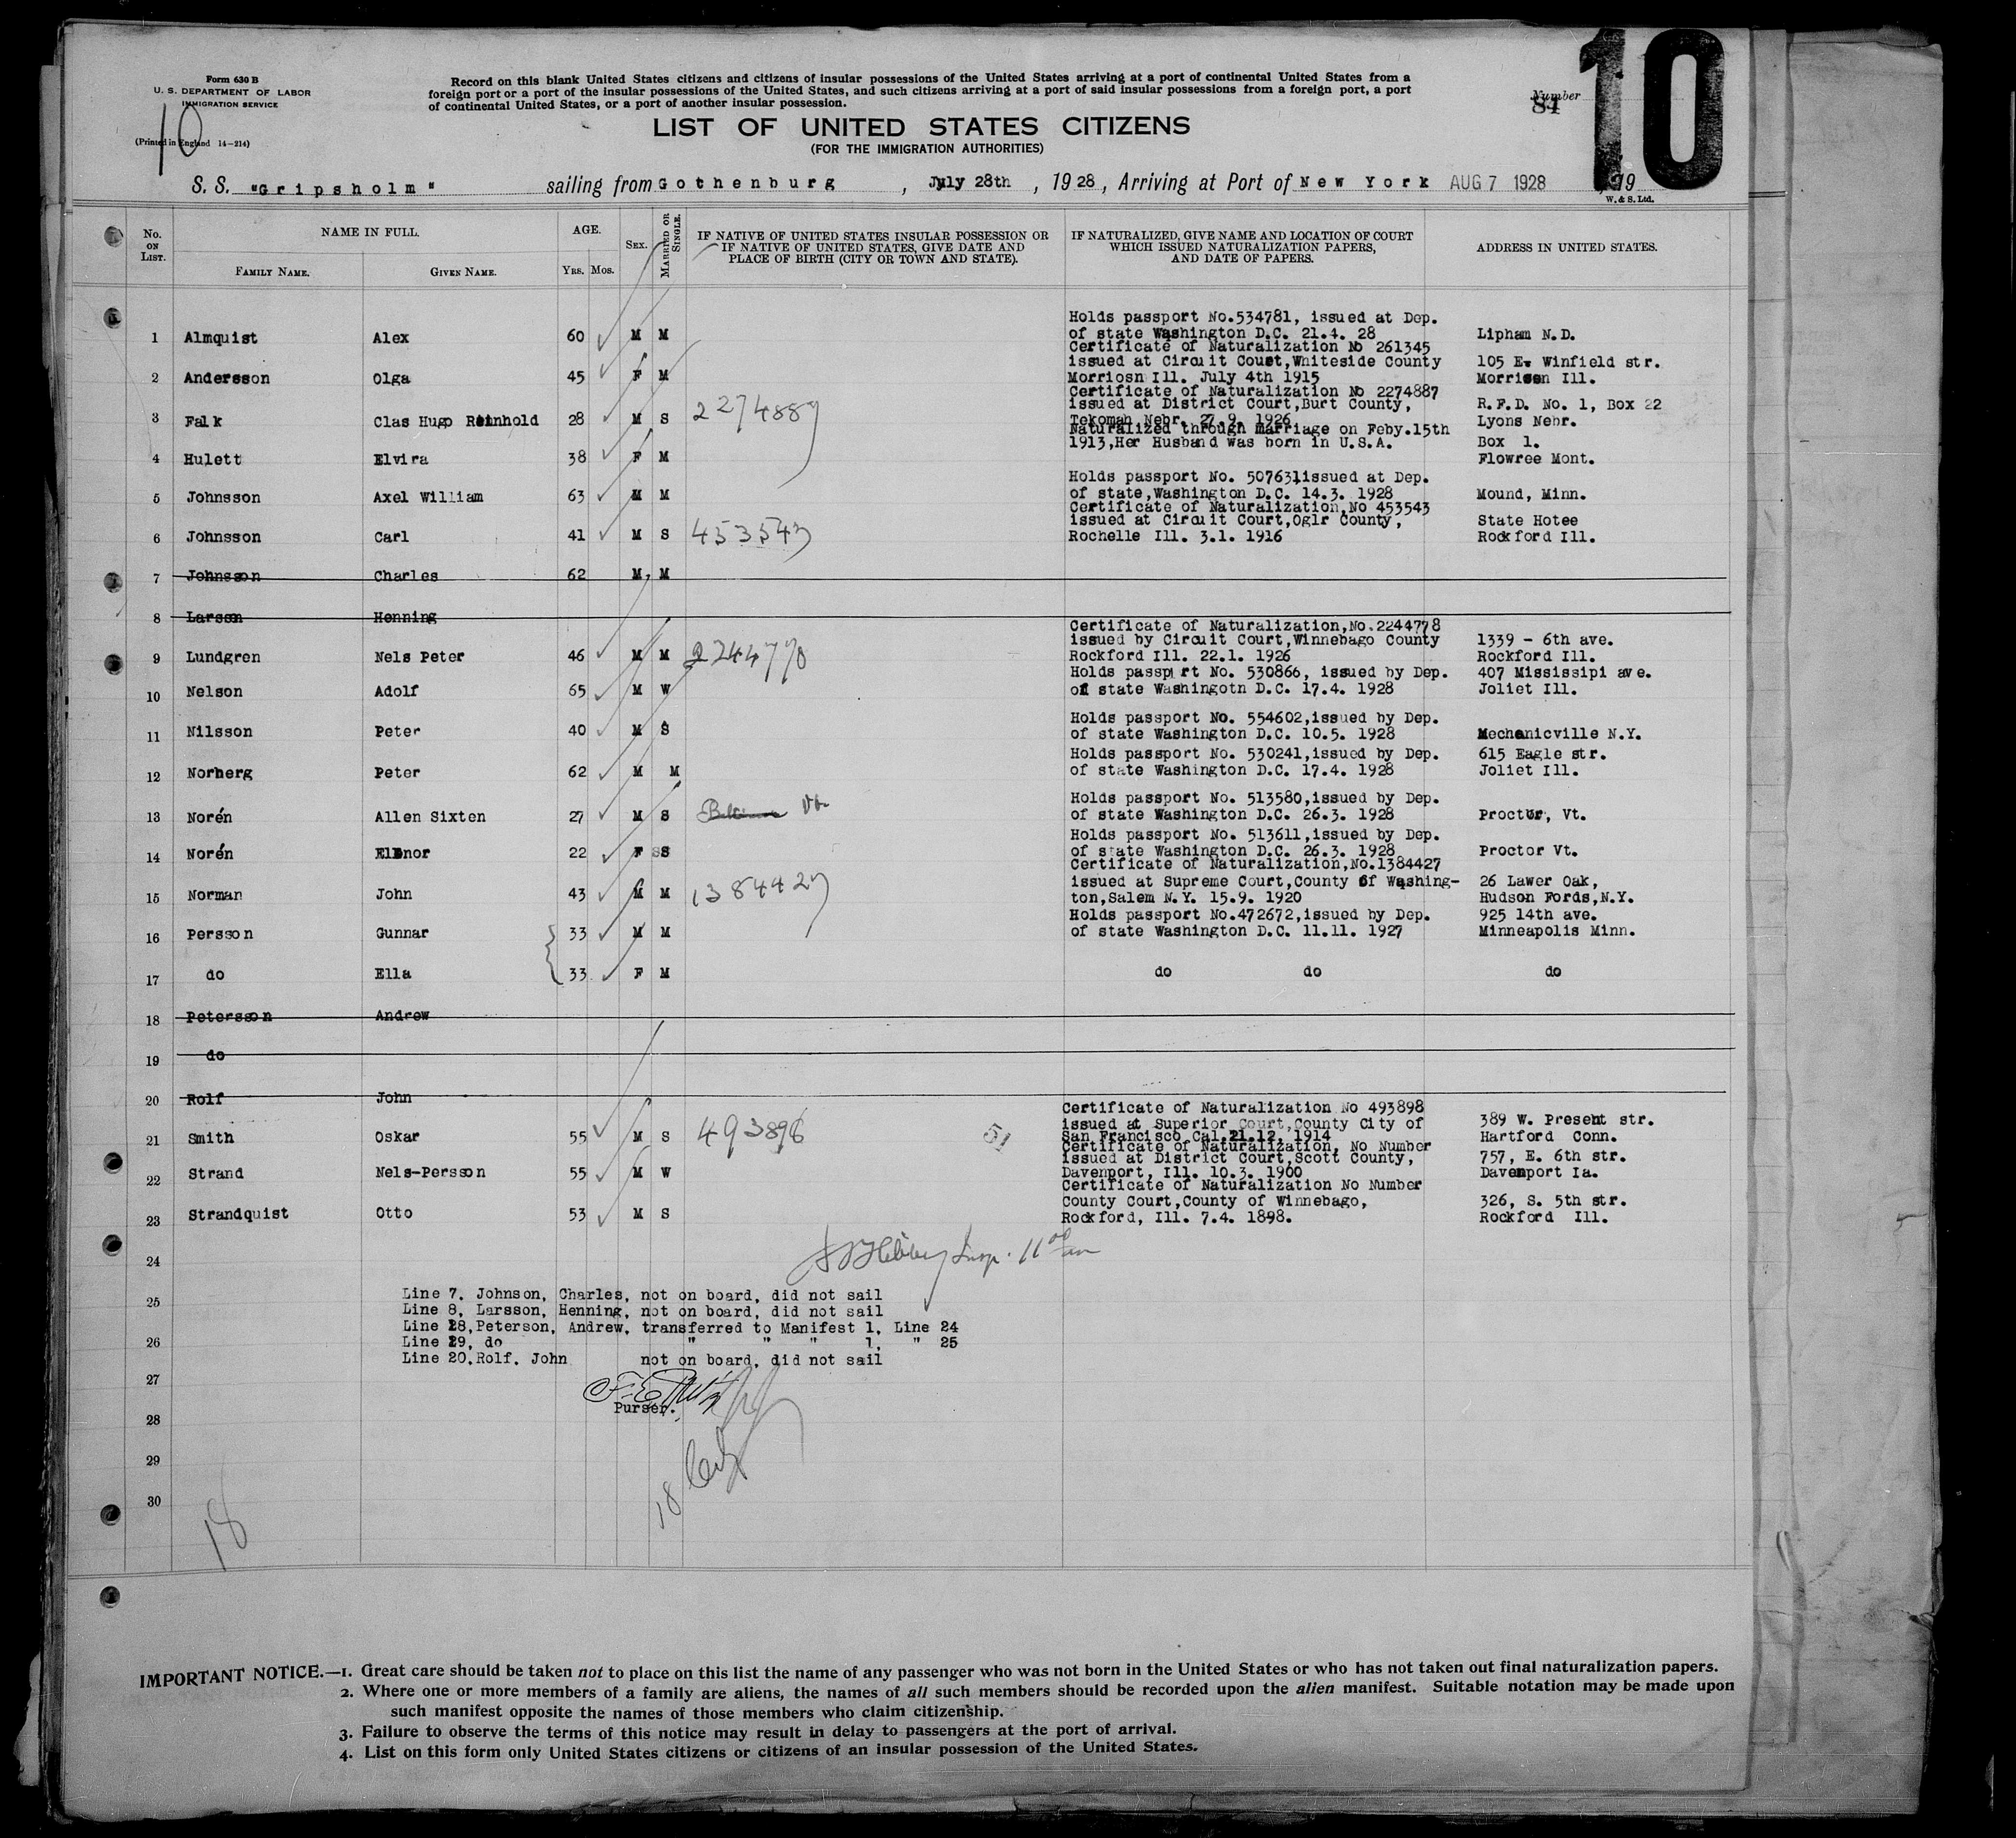 Form 630 B
U. S. DEPARTMENT OF LABOR
IMMIGRATION SERVICE
(Printed in England 14—214)
10
Record on this blank United States citizens and citizens of insular possessions of the United States arriving at a port of continental United States from a
foreign port or a port of the insular possessions of the United States, and such citizens arriving at a port of said insular possessions from a foreign port, a port
of continental United States, or a port of another insular possession.
Number
84
10
LIST OF UNITED STATES CITIZENS
(FOR THE IMMIGRATION AUTHORITIES)
S. S. "Gripsholm" sailing from Gothenburg, July 28th, 1928, Arriving at Port of New York AUG 7 1928, 19
W. & S. Ltd.
No. ON LIST.
NAME IN FULL.
FAMILY NAME. GIVEN NAME.
AGE.
YRS. MOS.
SEX.
MARRIED OR SINGLE.
IF NATIVE OF UNITED STATES INSULAR POSSESSION OR
IF NATIVE OF UNITED STATES, GIVE DATE AND
PLACE OF BIRTH (CITY OR TOWN AND STATE).
IF NATURALIZED, GIVE NAME AND LOCATION OF COURT
WHICH ISSUED NATURALIZATION PAPERS,
AND DATE OF PAPERS.
ADDRESS IN UNITED STATES.
Holds passport No.534781, issued at Dep.
1 Almquist Alex 60 M M of state Washington D.C. 21.4. 28 Lipham N.D.
Certificate of Naturalization No 261345
issued at Circuit Couet,Whiteside County 105 E. Winfield str.
2 Andersson Olga 45 F M Morriosn Ill. July 4th 1915 Morrison Ill.
Certificate of Naturalization No 2274887
issued at District Court,Burt County, R.F.D. No. 1, Box 22
3 Falk Clas Hugo Reinhold 28 M S 2274887 Tekomah Nebr. 27.9. 1926 Lyons Nebr.
Naturalized through marriage on Feby.15th
1913,Her Husband was born in U.S.A. Box 1.
4 Hulett Elvira 38 F M Flowree Mont.
Holds passport No. 507631,issued at Dep.
5 Johnsson Axel William 63 M M of state,Washington D.C. 14.3. 1928 Mound, Minn.
Certificate of Naturalization,No 453543
issued at Circuit Court,Oglr County, State Hotee
6 Johnsson Carl 41 M S 453543 Rochelle Ill. 3.1. 1916 Rockford Ill.
7 Johnsson Charles 62 M, M
8 Larson Henning
Certificate of Naturalization,No.2244778
issued by Circuit Court,Winnebago County 1339 - 6th ave.
9 Lundgren Nels Peter 46 M M 2244778 Rockford Ill. 22.1. 1926 Rockford Ill.
Holds passprt No. 530866, issued by Dep. 407 Mississipi ave.
10 Nelson Adolf 65 M W of state Washingotn D.C. 17.4. 1928 Joliet Ill.
Holds passport No. 554602,issued by Dep.
11 Nilsson Peter 40 M S of state Washington D.C. 10.5. 1928 Mechanicville N.Y.
Holds passport No. 530241,issued by Dep. 615 Eagle str.
12 Norberg Peter 62 M M of state Washington D.C. 17.4. 1928 Joliet Ill.
Holds passport No. 513580,issued by Dep.
13 Norén Allen Sixten 27 M S Vt. of state Washington D.C. 26.3. 1928 Proctor, Vt.
Holds passport No. 513611,issued by Dep.
14 Norén Elenor 22 F S of state Washington D.C. 26.3. 1928 Proctor Vt.
Certificate of Naturalization,No.1384427
issued at Supreme Court,County of Washing- 26 Lawer Oak,
15 Norman John 43 M M 1384427 ton,Salem N.Y. 15.9. 1920 Hudson Fords,N.Y.
Holds passport No.472672,issued by Dep. 925 14th ave.
16 Persson Gunnar 33 M M of state Washington D.C. 11.11. 1927 Minneapolis Minn.
17 do Ella 33 F M do do do
18 Petersson Andrew
19 do
20 Rolf John
Certificate of Naturalization No 493898
issued at Superior Court,County City of 389 W. Present str.
21 Smith Oskar 55 M S 493898 51 San Francisco Cal.21.12. 1914 Hartford Conn.
Certificate of Naturalization, No Number
issued at District Court,Scott County, 757, E. 6th str.
22 Strand Nels-Persson 55 M W Davenport, Ill. 10.3. 1900 Davenport Ia.
Certificate of Naturalization No Number
County Court,County of Winnebago, 326, S. 5th str.
23 Strandquist Otto 53 M S Rockford, Ill. 7.4. 1898. Rockford Ill.
24
Insp.
25
Line 7. Johnson, Charles, not on board, did not sail
Line 8, Larsson, Henning, not on board, did not sail
Line 18,Peterson, Andrew, transferred to Manifest 1, Line 24
26
Line 19, do " " " 1, " 25
Line 20.Rolf. John not on board, did not sail
27
Purser.
28
29
30
18
18
IMPORTANT NOTICE.—1. Great care should be taken not to place on this list the name of any passenger who was not born in the United States or who has not taken out final naturalization papers.
2. Where one or more members of a family are aliens, the names of all such members should be recorded upon the alien manifest. Suitable notation may be made upon
such manifest opposite the names of those members who claim citizenship.
3. Failure to observe the terms of this notice may result in delay to passengers at the port of arrival.
4. List on this form only United States citizens or citizens of an insular possession of the United States.